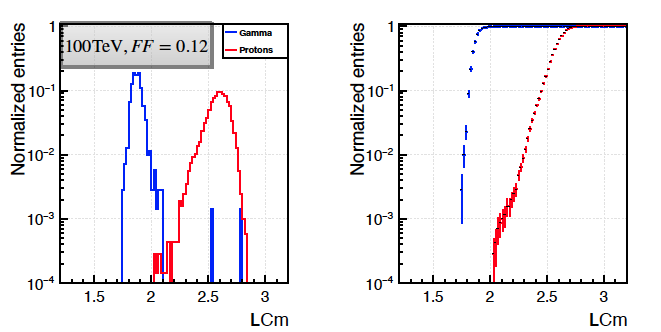 Normalized entries
1
10⁻¹
10⁻²
10⁻³
10⁻⁴
100TeV, FF = 0.12
Gamma
Protons
1.5 2 2.5 3
LCm
Normalized entries
1
10⁻¹
10⁻²
10⁻³
10⁻⁴
1.5 2 2.5 3
LCm